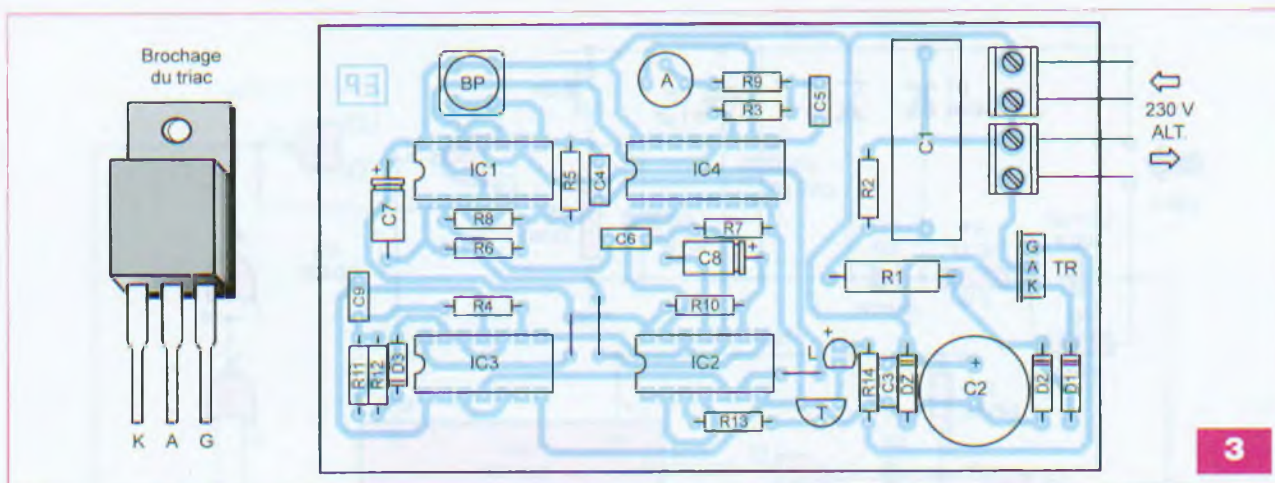 Brochage
du triac
K A G
EP
BP
A
R9
R3
C5
C1
230 V
ALT.
IC1
R5
C4
IC4
R2
C7
R8
R6
C6
R7
C8
+
+
G
A
K
TR
R1
C9
R4
R10
R11
R12
D3
IC3
IC2
L
+
T
R13
R14
C3
DZ
+
C2
D2
D1
3